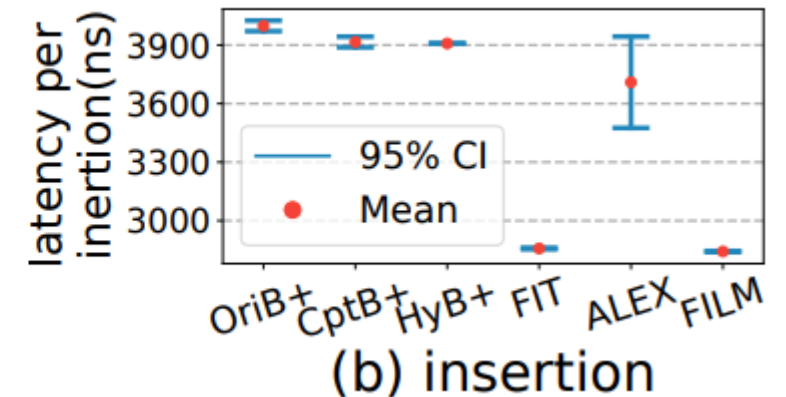 latency per
inertion(ns)
3900
3600
3300
3000
95% CI
Mean
OriB+
CptB+
HyB+
FIT
ALEX
FILM
(b) insertion